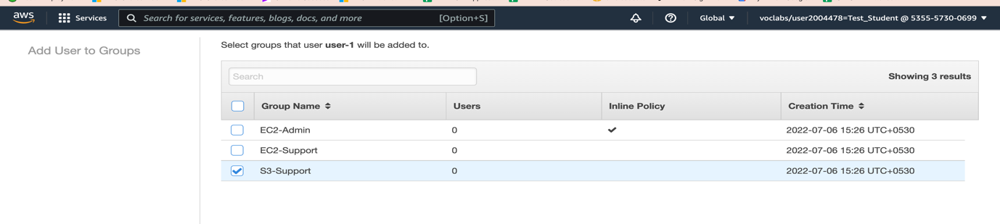 aws Services Search for services, features, blogs, docs, and more [Option+S] Global ▼ voclabs/user2004478=Test_Student @ 5355-5730-0699 ▼
Add User to Groups
Select groups that user user-1 will be added to.
Search Showing 3 results
Group Name Users Inline Policy Creation Time
EC2-Admin 0 2022-07-06 15:26 UTC+0530
EC2-Support 0 2022-07-06 15:26 UTC+0530
S3-Support 0 2022-07-06 15:26 UTC+0530